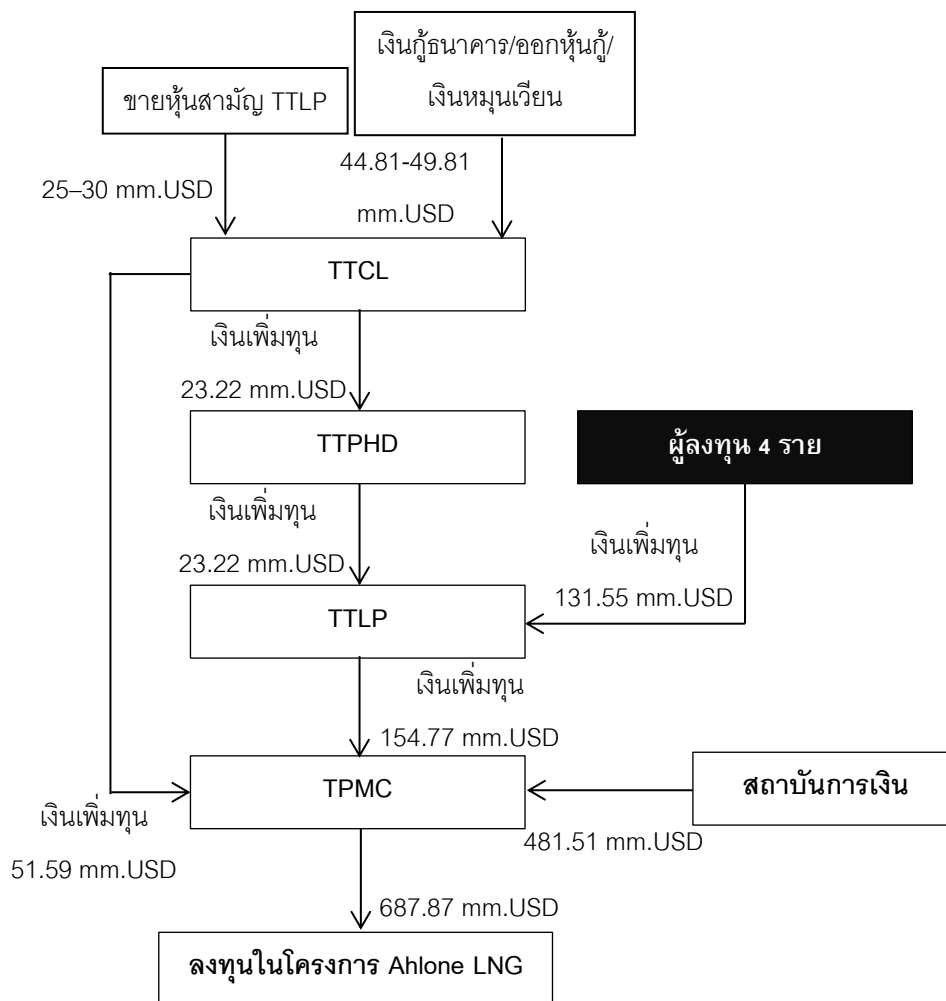 เงินกู้ธนาคาร/ออกหุ้นกู้/
เงินหมุนเวียน
ขายหุ้นสามัญ TTLP
44.81-49.81
mm.USD
25–30 mm.USD
TTCL
เงินเพิ่มทุน
23.22 mm.USD
TTPHD
ผู้ลงทุน 4 ราย
เงินเพิ่มทุน
23.22 mm.USD
เงินเพิ่มทุน
131.55 mm.USD
TTLP
เงินเพิ่มทุน
154.77 mm.USD
TPMC
สถาบันการเงิน
481.51 mm.USD
เงินเพิ่มทุน
51.59 mm.USD
687.87 mm.USD
ลงทุนในโครงการ Ahlone LNG